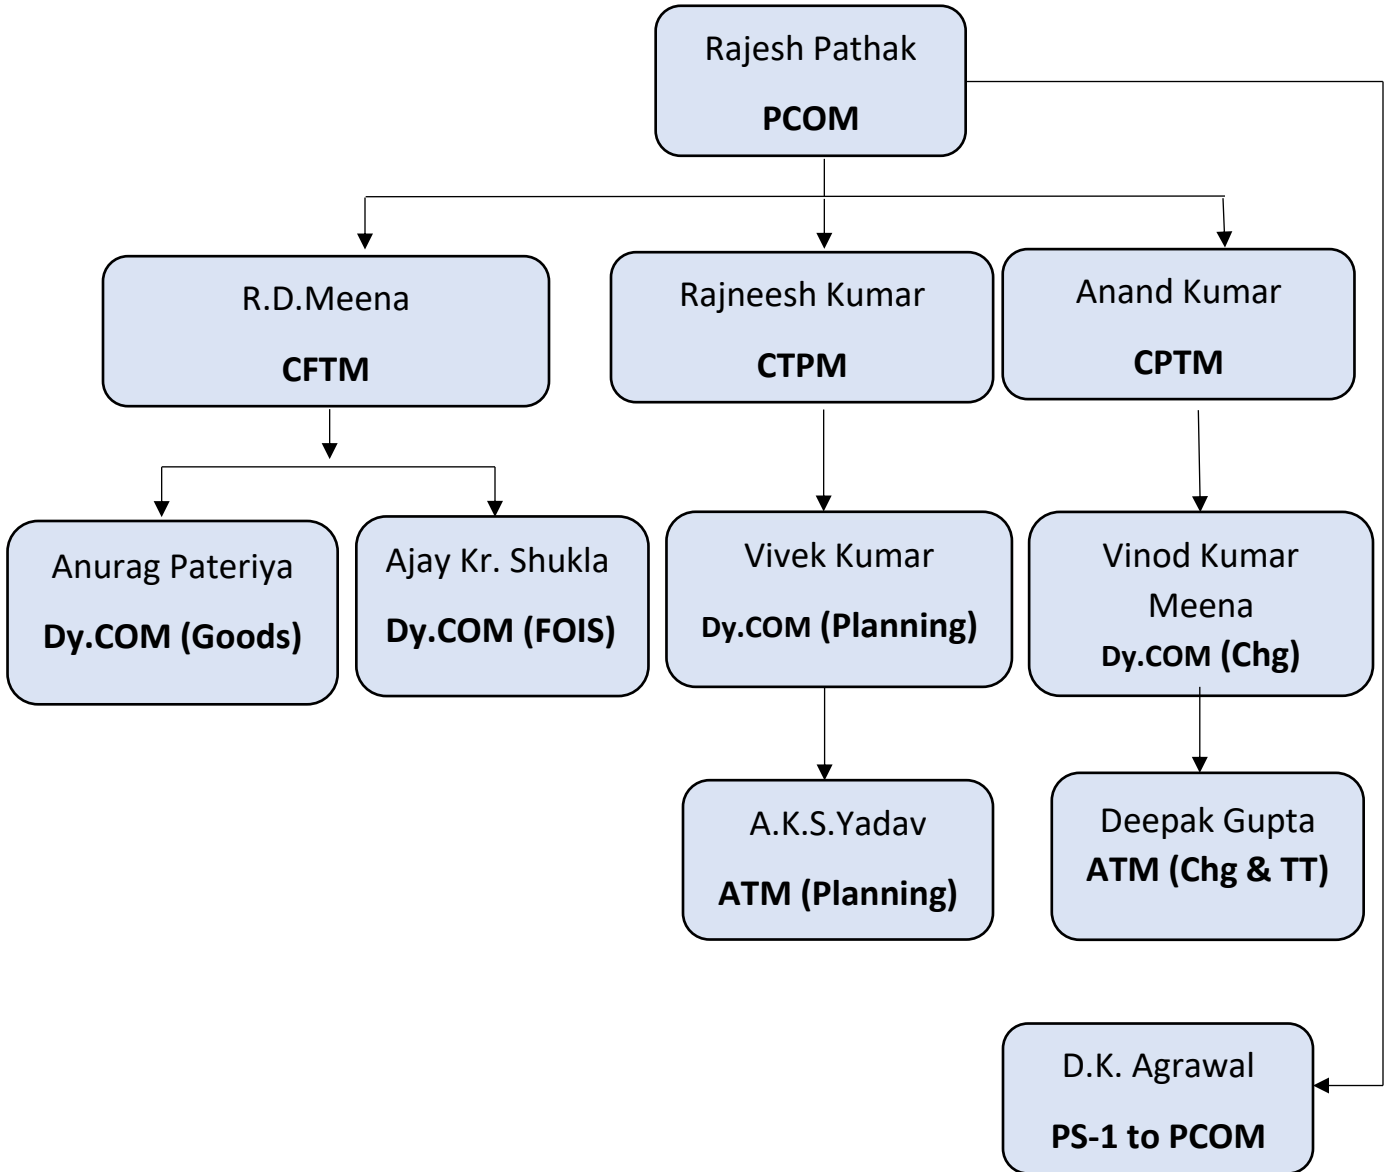 Rajesh Pathak
PCOM
R.D.Meena
CFTM
Rajneesh Kumar
CTPM
Anand Kumar
CPTM
Anurag Pateriya
Dy.COM (Goods)
Ajay Kr. Shukla
Dy.COM (FOIS)
Vivek Kumar
Dy.COM (Planning)
Vinod Kumar
Meena
Dy.COM (Chg)
A.K.S.Yadav
ATM (Planning)
Deepak Gupta
ATM (Chg & TT)
D.K. Agrawal
PS-1 to PCOM